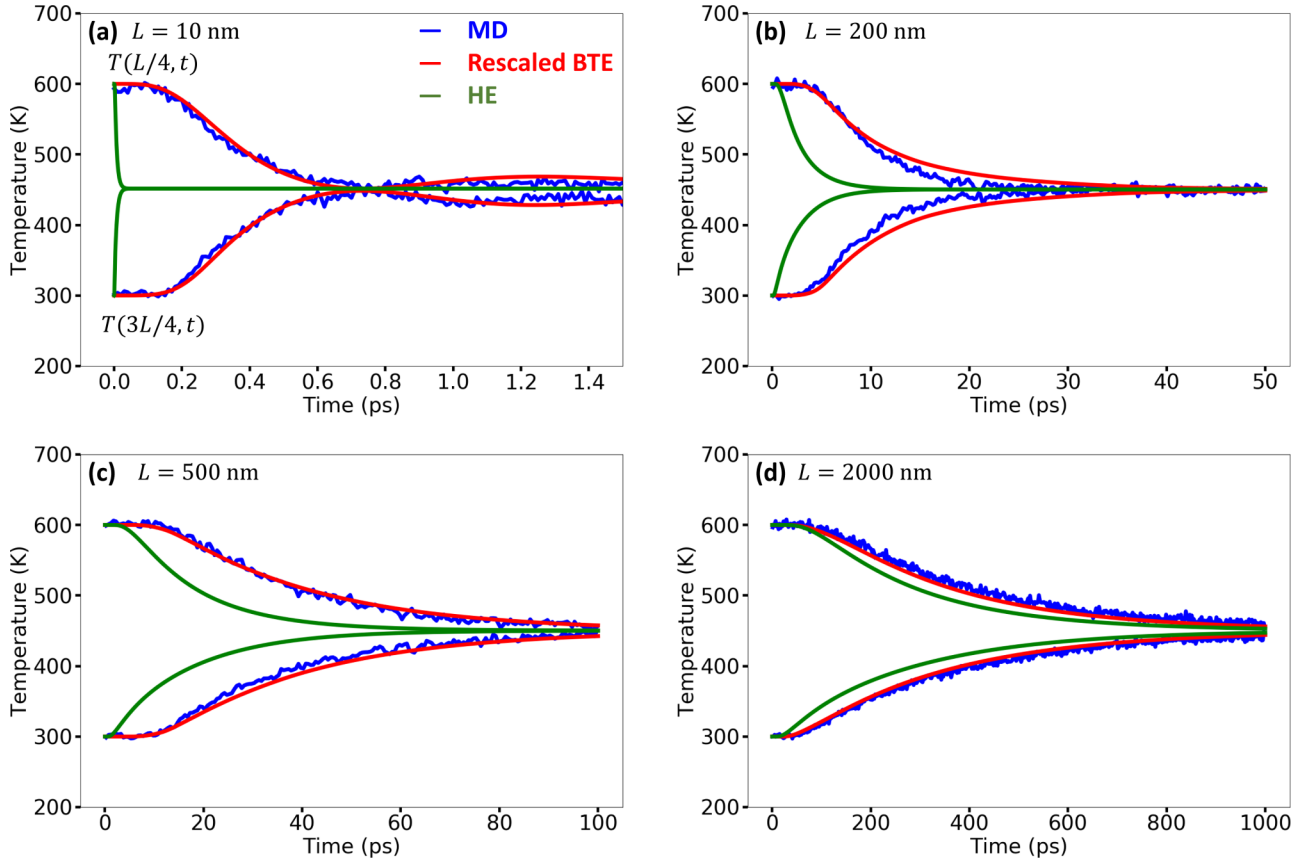 (a) L = 10 nm
T(L/4, t)
MD
Rescaled BTE
HE
T(3L/4, t)
700
600
500
400
300
200
Temperature (K)
0.0 0.2 0.4 0.6 0.8 1.0 1.2 1.4
Time (ps)
(b) L = 200 nm
700
600
500
400
300
200
Temperature (K)
0 10 20 30 40 50
Time (ps)
(c) L = 500 nm
700
600
500
400
300
200
Temperature (K)
0 20 40 60 80 100
Time (ps)
(d) L = 2000 nm
700
600
500
400
300
200
Temperature (K)
0 200 400 600 800 1000
Time (ps)